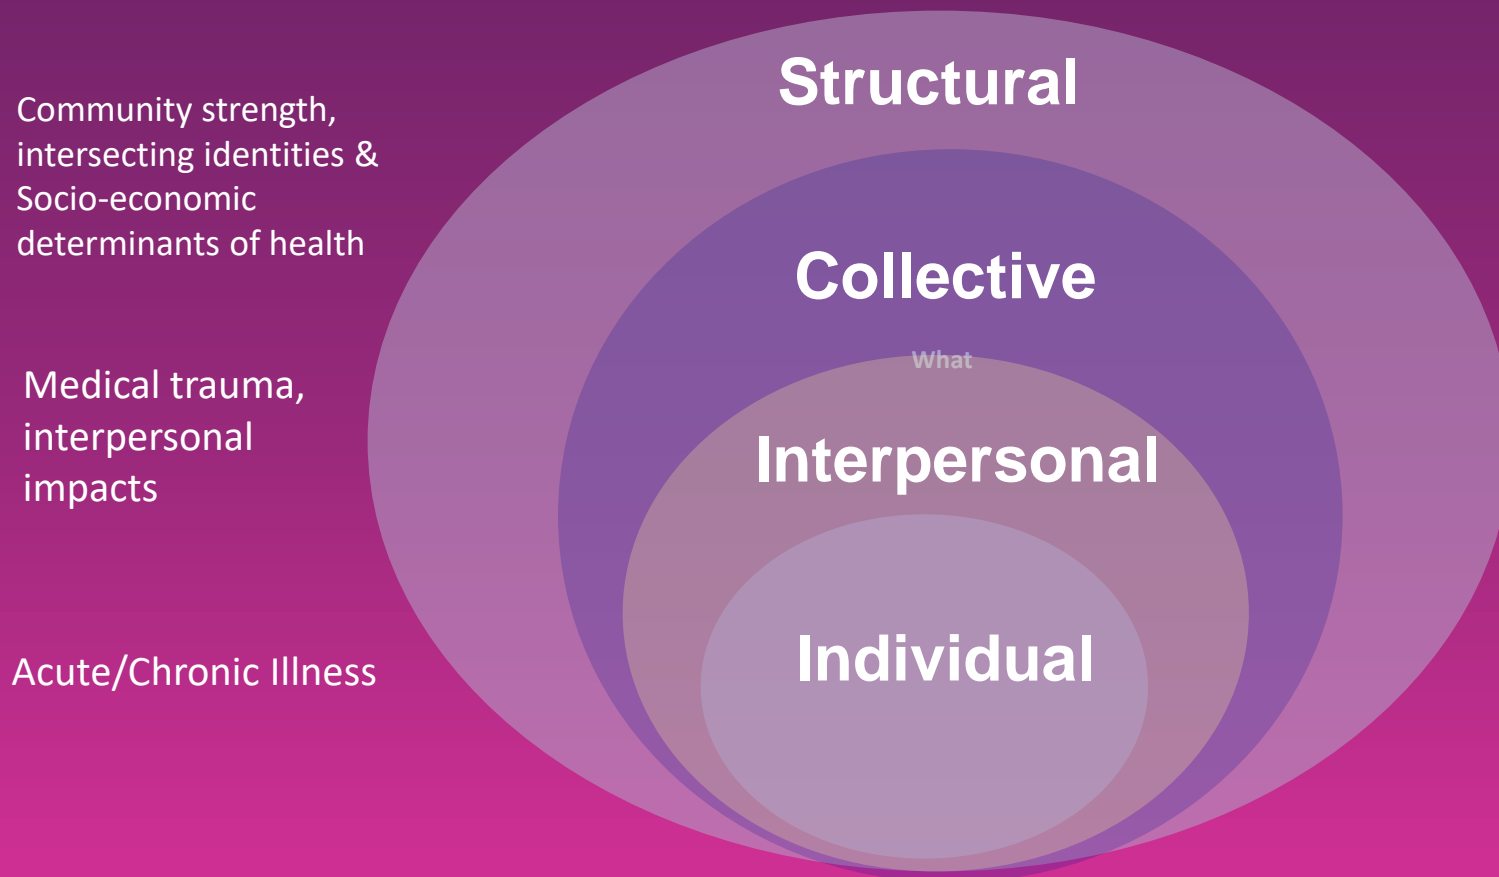 Structural
Community strength,
intersecting identities &
Socio-economic
determinants of health
Collective
What
Medical trauma,
interpersonal
impacts
Interpersonal
Acute/Chronic Illness
Individual